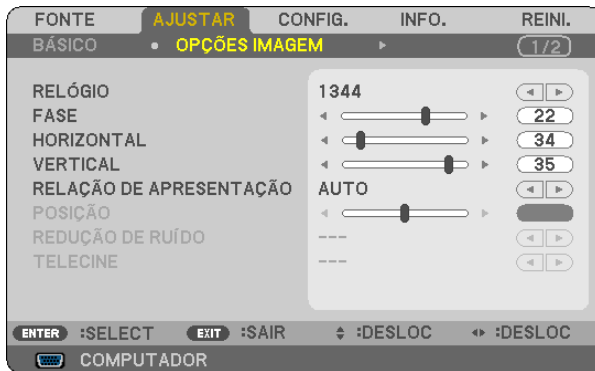 FONTE AJUSTAR CONFIG. INFO. REINI.
BÁSICO • OPÇÕES IMAGEM 1/2
RELÓGIO 1344
FASE 22
HORIZONTAL 34
VERTICAL 35
RELAÇÃO DE APRESENTAÇÃO AUTO
POSIÇÃO
REDUÇÃO DE RUÍDO ---
TELECINE ---
ENTER :SELECT EXIT :SAIR :DESLOC :DESLOC
COMPUTADOR